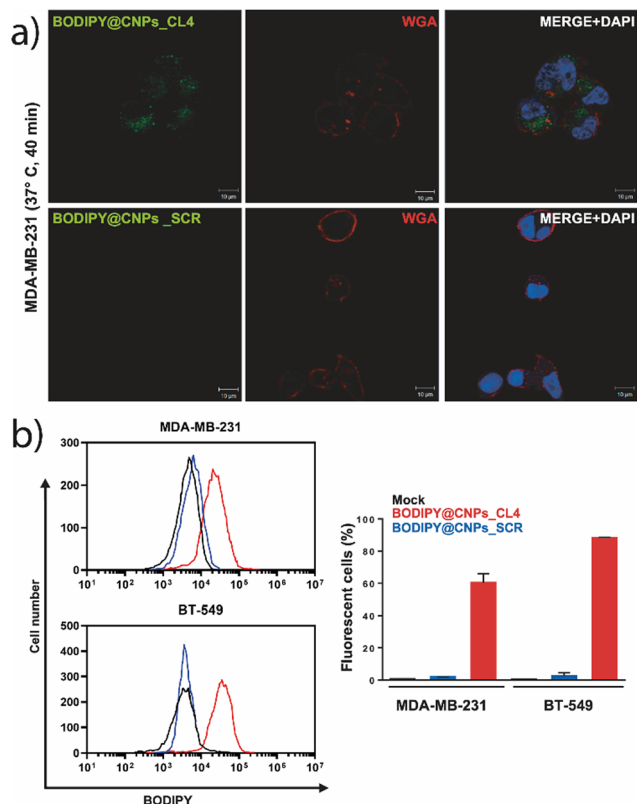 a)
MDA-MB-231 (37° C, 40 min)
BODIPY@CNPs_CL4
WGA
MERGE+DAPI
10 µm
10 µm
10 µm
BODIPY@CNPs _SCR
WGA
MERGE+DAPI
10 µm
10 µm
10 µm
b)
Cell number
MDA-MB-231
300
200
100
0
10¹ 10² 10³ 10⁴ 10⁵ 10⁶ 10⁷
BT-549
500
400
300
200
100
0
10¹ 10² 10³ 10⁴ 10⁵ 10⁶ 10⁷
BODIPY
Mock
BODIPY@CNPs_CL4
BODIPY@CNPs_SCR
Fluorescent cells (%)
100
80
60
40
20
0
MDA-MB-231 BT-549